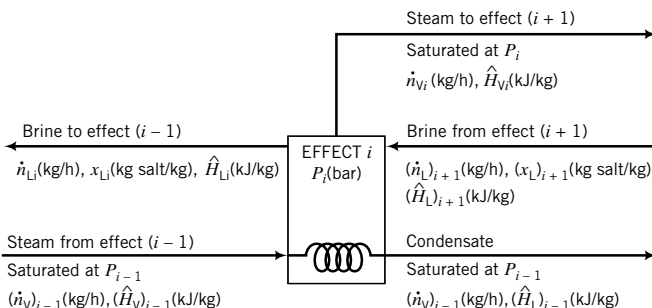 Steam to effect (i + 1)
Saturated at P_i
ṅ_Vi (kg/h), Ĥ_Vi(kJ/kg)
Brine to effect (i – 1)
ṅ_Li(kg/h), x_Li(kg salt/kg), Ĥ_Li(kJ/kg)
EFFECT i
P_i(bar)
Brine from effect (i + 1)
(ṅ_L)_i + 1(kg/h), (x_L)_i + 1(kg salt/kg)
(Ĥ_L)_i + 1(kJ/kg)
Steam from effect (i – 1)
Saturated at P_i – 1
(ṅ_V)_i – 1(kg/h), (Ĥ_V)_i – 1(kJ/kg)
Condensate
Saturated at P_i – 1
(ṅ_V)_i – 1(kg/h), (Ĥ_L)_i – 1(kJ/kg)